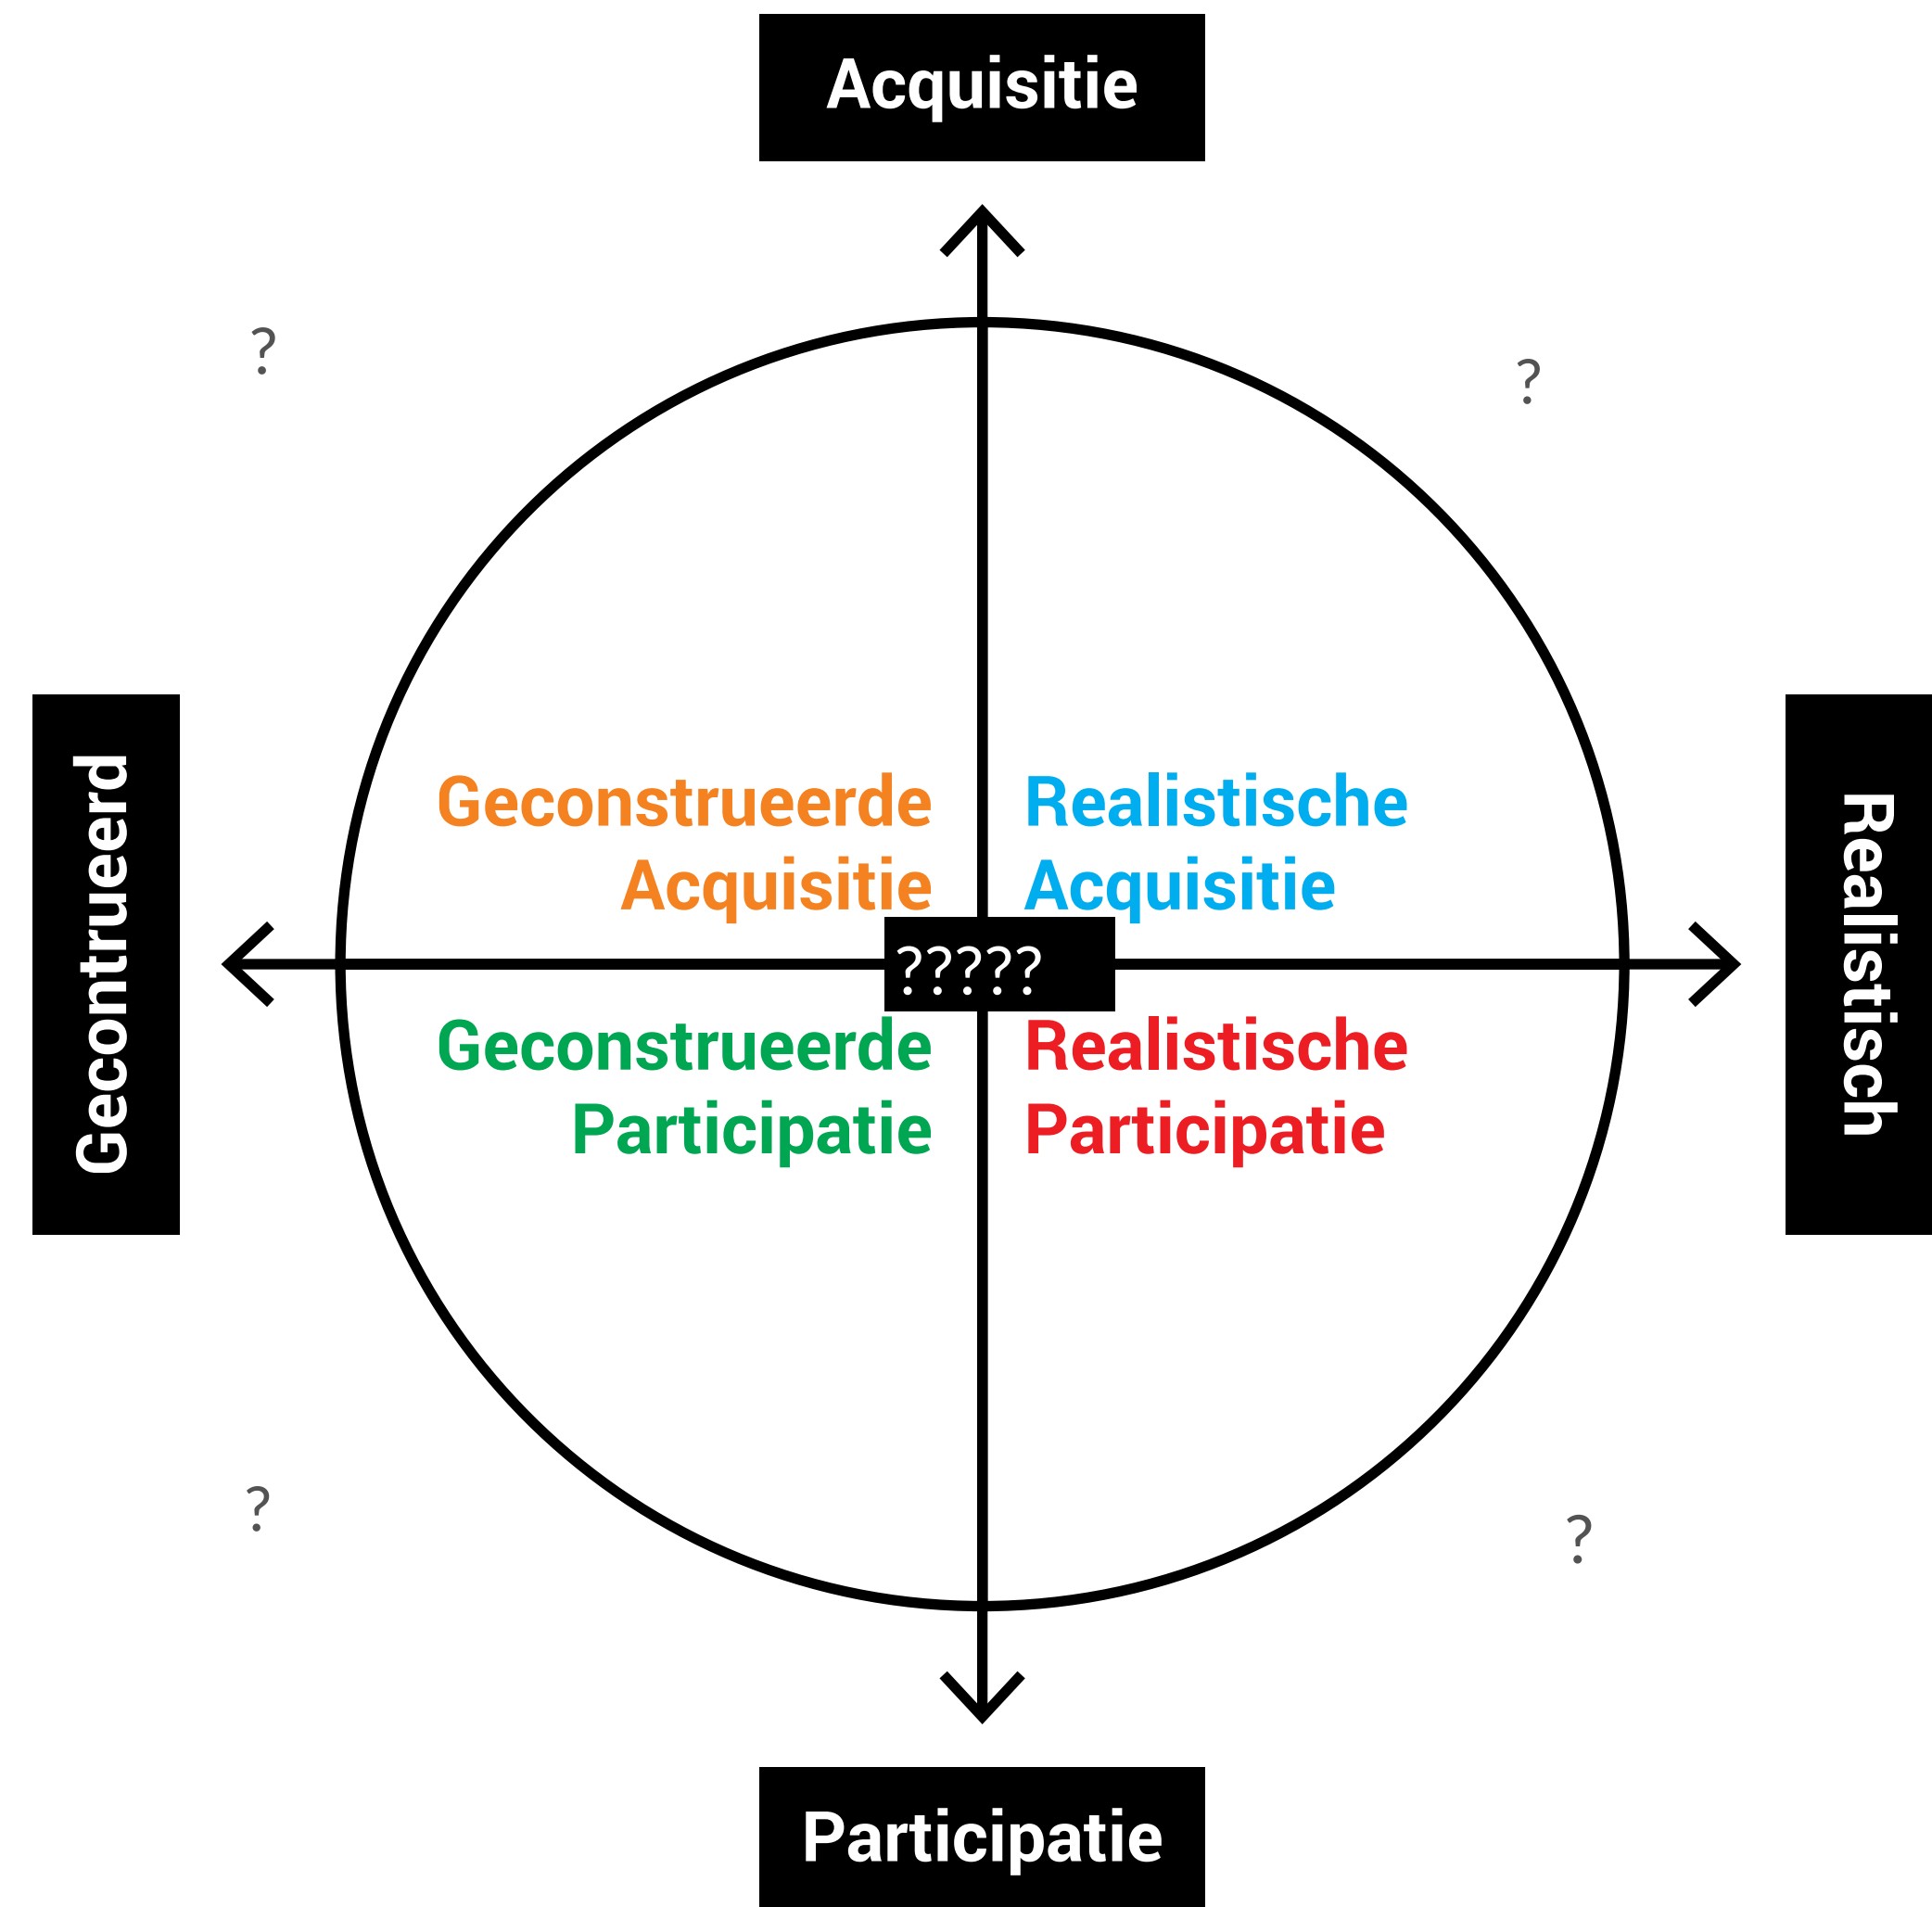 Acquisitie
?
?
Gecontrueerd
Geconstrueerde
Acquisitie
Realistische
Acquisitie
Realistisch
?????
Geconstrueerde
Participatie
Realistische
Participatie
?
?
Participatie